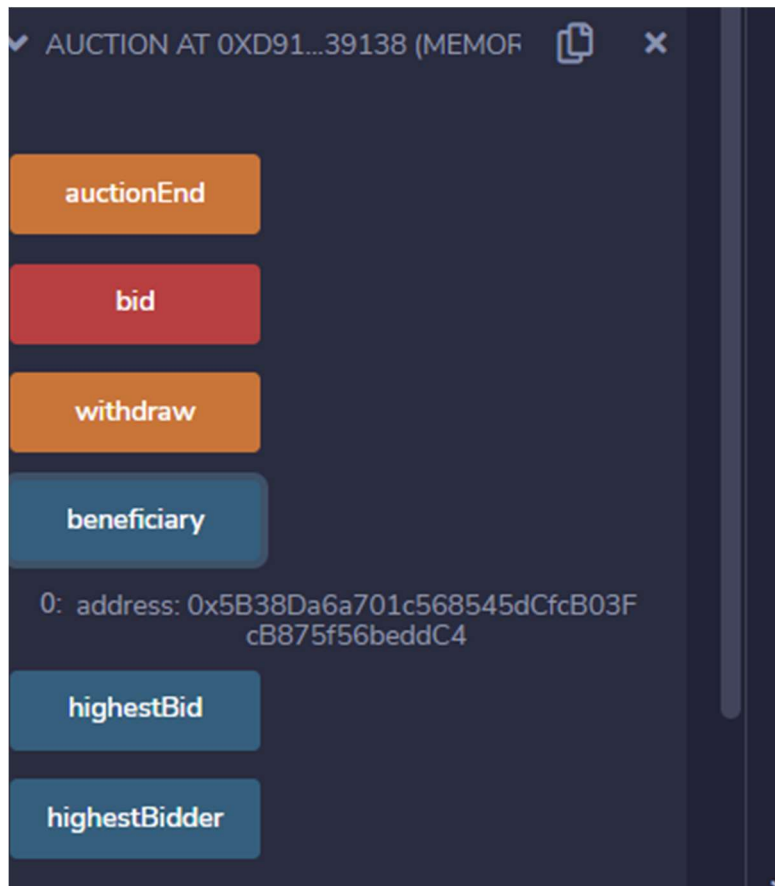 AUCTION AT 0XD91...39138 (MEMOR
auctionEnd
bid
withdraw
beneficiary
0: address: 0x5B38Da6a701c568545dCfcB03F
cB875f56beddC4
highestBid
highestBidder